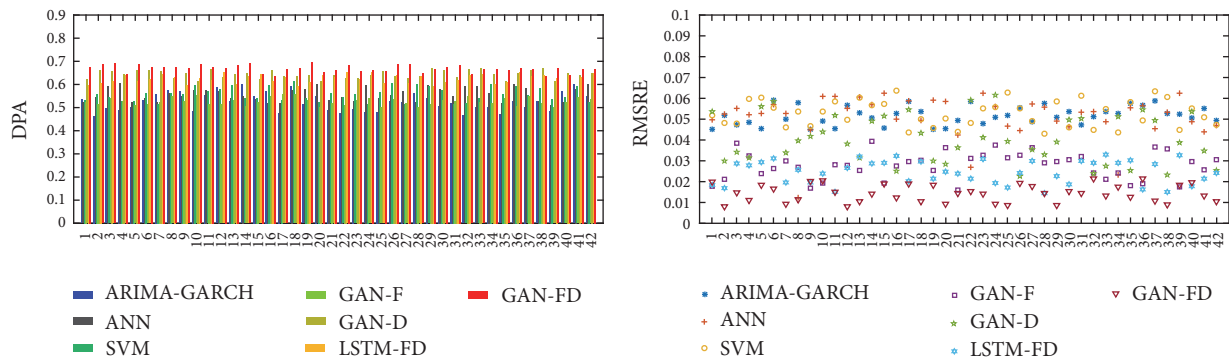 DPA
0.9
0.8
0.7
0.6
0.5
0.4
0.3
0.2
0.1
0
1 2 3 4 5 6 7 8 9 10 11 12 13 14 15 16 17 18 19 20 21 22 23 24 25 26 27 28 29 30 31 32 33 34 35 36 37 38 39 40 41 42
ARIMA-GARCH
ANN
SVM
GAN-F
GAN-D
LSTM-FD
GAN-FD
RMSRE
0.1
0.09
0.08
0.07
0.06
0.05
0.04
0.03
0.02
0.01
0
1 2 3 4 5 6 7 8 9 10 11 12 13 14 15 16 17 18 19 20 21 22 23 24 25 26 27 28 29 30 31 32 33 34 35 36 37 38 39 40 41 42
ARIMA-GARCH
ANN
SVM
GAN-F
GAN-D
LSTM-FD
GAN-FD